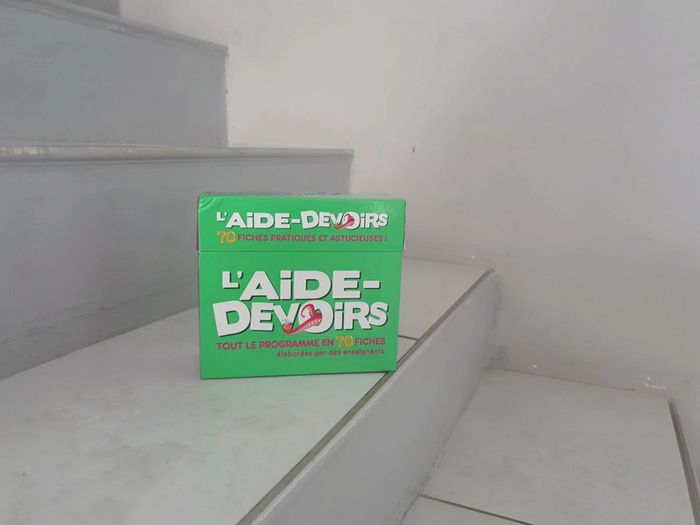 L'AiDE-DEVOiRS
70 FICHES PRATIQUES ET ASTUCIEUSES !
L'AiDE-
DEVOiRS
TOUT LE PROGRAMME EN 70 FICHES
élaborées par des enseignants